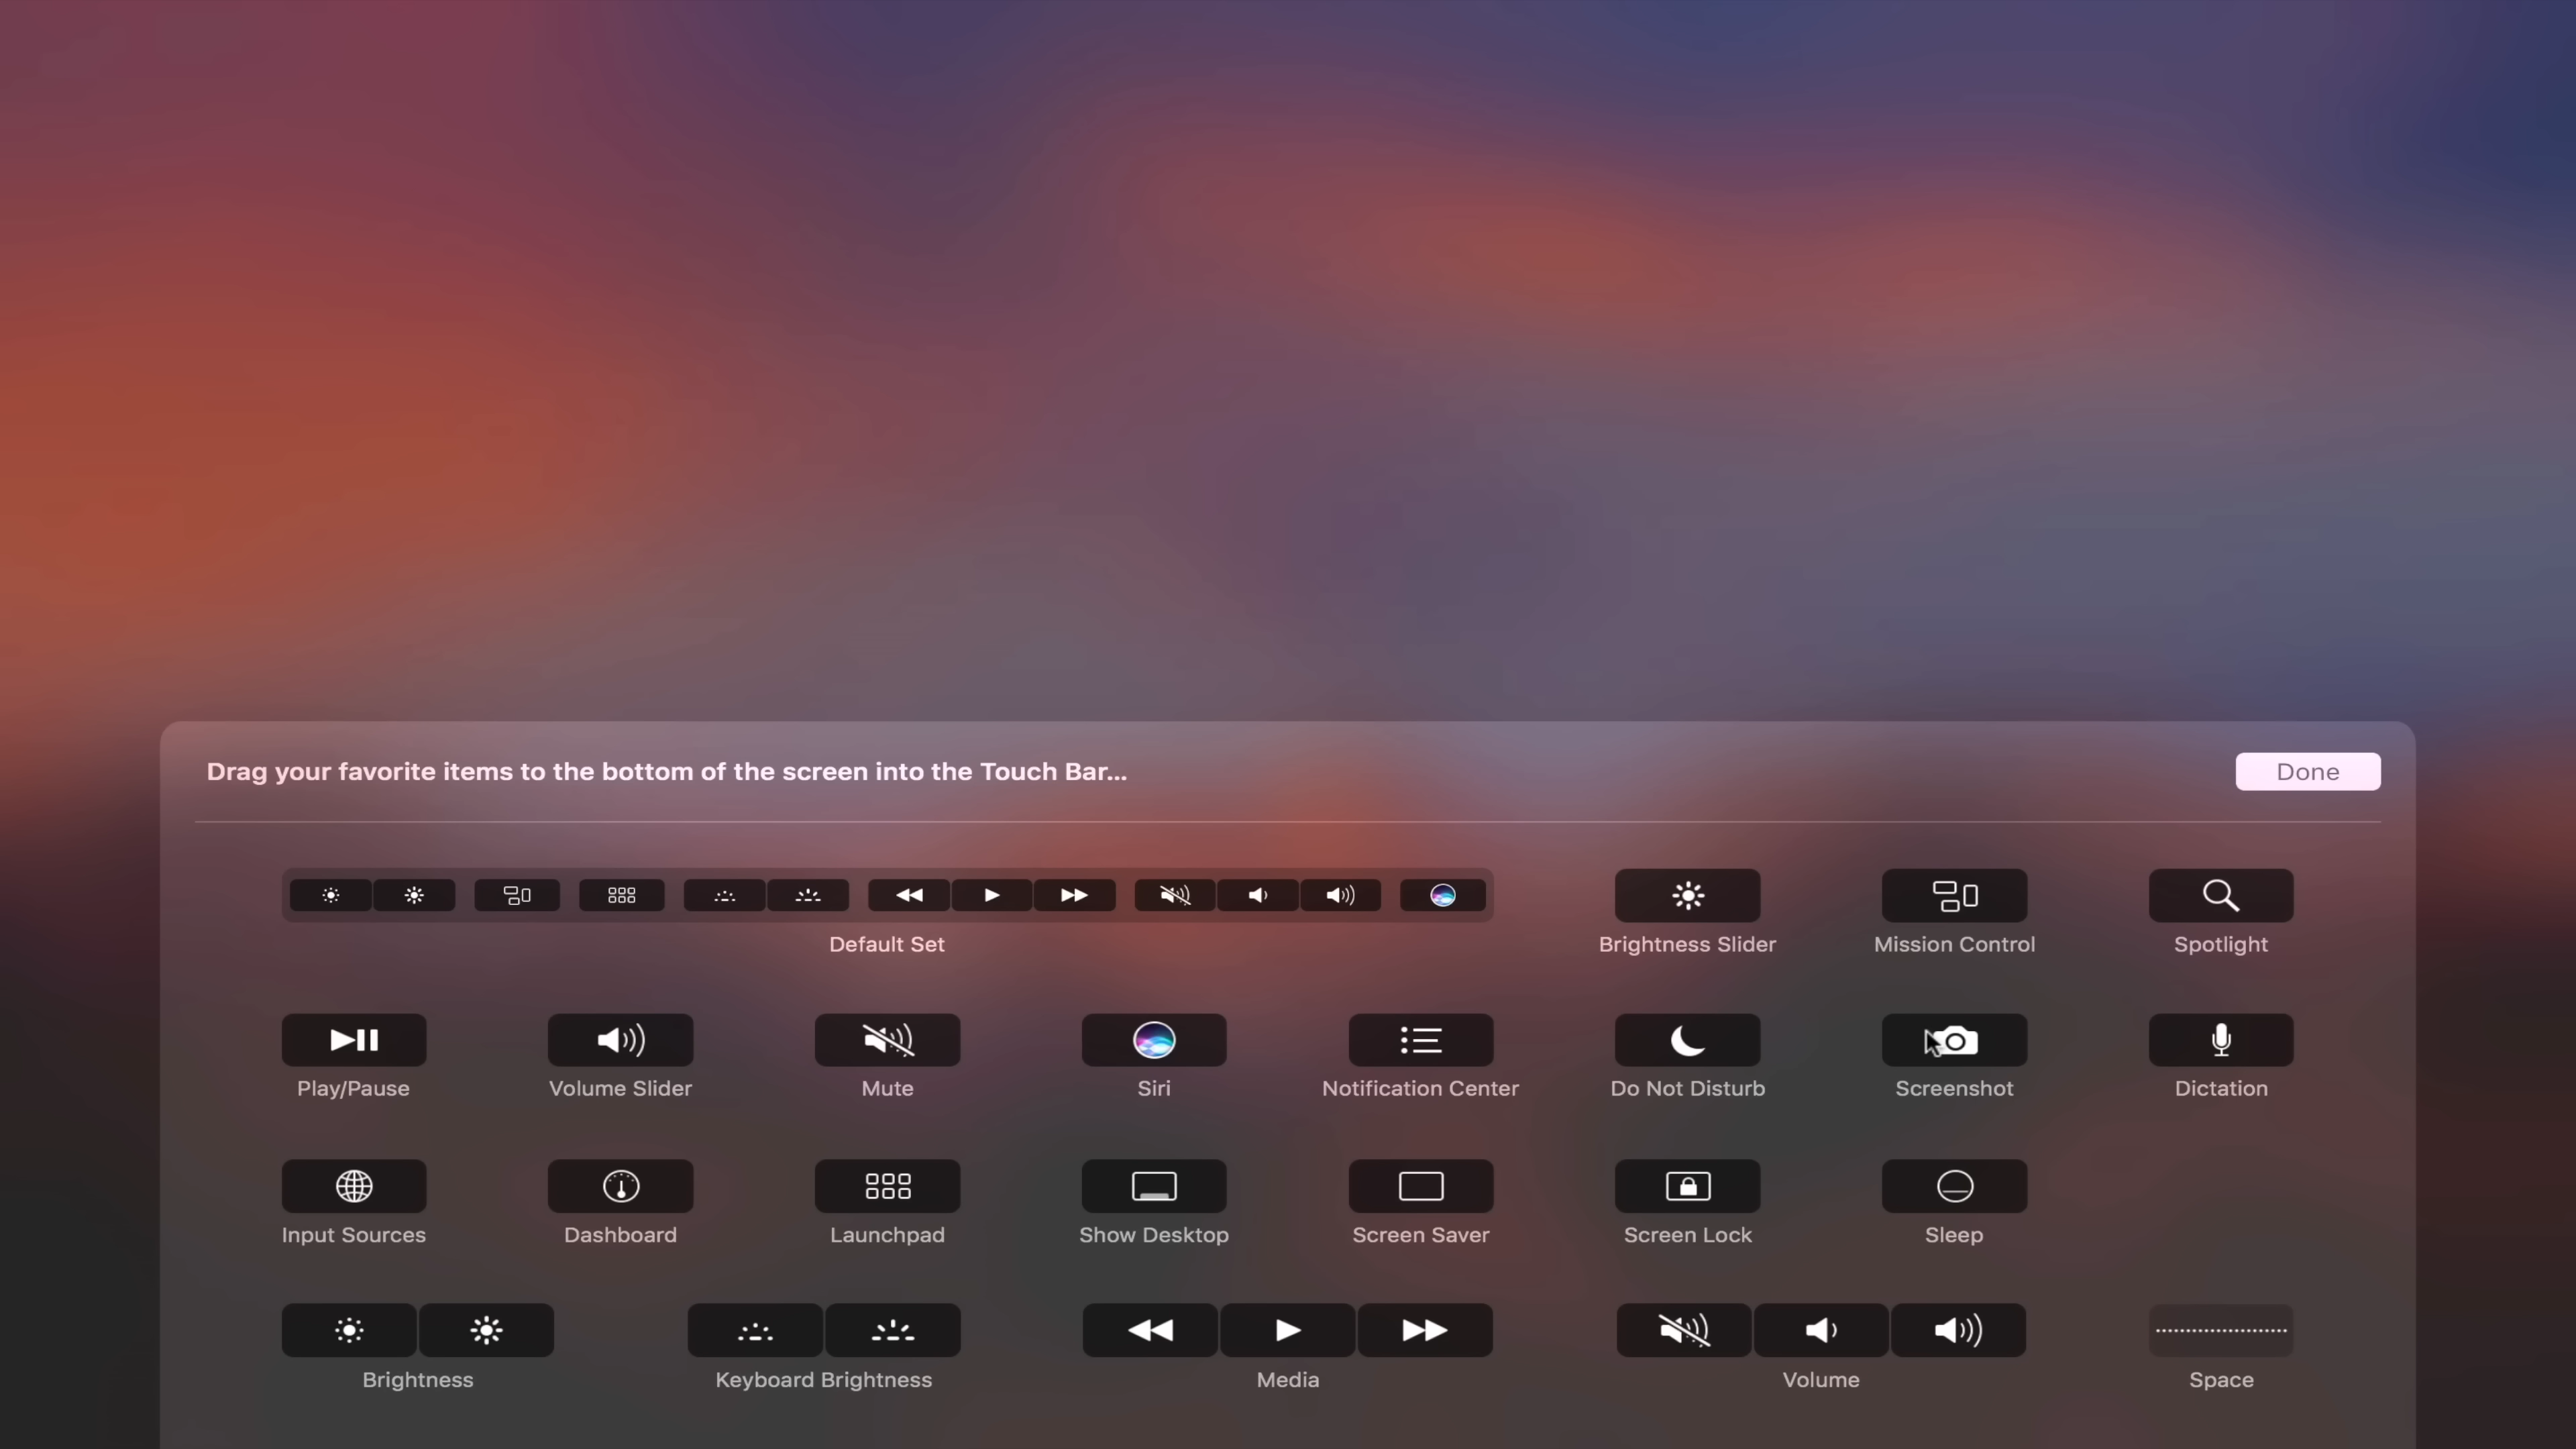 Drag your favorite items to the bottom of the screen into the Touch Bar...
Done
Default Set
Brightness Slider
Mission Control
Spotlight
Play/Pause
Volume Slider
Mute
Siri
Notification Center
Do Not Disturb
Screenshot
Dictation
Input Sources
Dashboard
Launchpad
Show Desktop
Screen Saver
Screen Lock
Sleep
Brightness
Keyboard Brightness
Media
Volume
Space